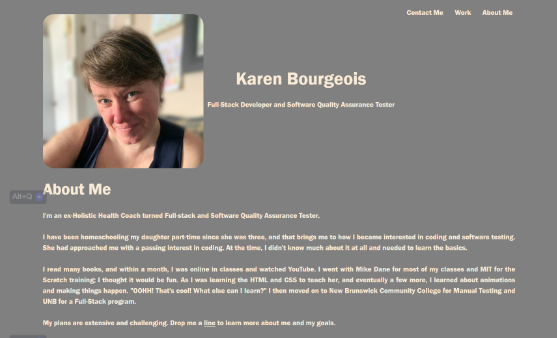 Contact Me Work About Me
Karen Bourgeois
Full-Stack Developer and Software Quality Assurance Tester
Alt+Q
About Me
I'm an ex-Holistic Health Coach turned Full-stack and Software Quality Assurance Tester.
I have been homeschooling my daughter part-time since she was three, and that brings me to how I became interested in coding and software testing.
She had approached me with a passing interest in coding. At the time, I didn't know much about it at all and needed to learn the basics.
I read many books, and within a month, I was online in classes and watched YouTube. I went with Mike Dane for most of my classes and MIT for the
Scratch training; I thought it would be fun. As I was learning the HTML and CSS to teach her, and eventually a few more, I learned about animations
and making things happen. "OOHH! That's cool! What else can I learn?" I then moved on to New Brunswick Community College for Manual Testing and
UNB for a Full-Stack program.
My plans are extensive and challenging. Drop me a line to learn more about me and my goals.